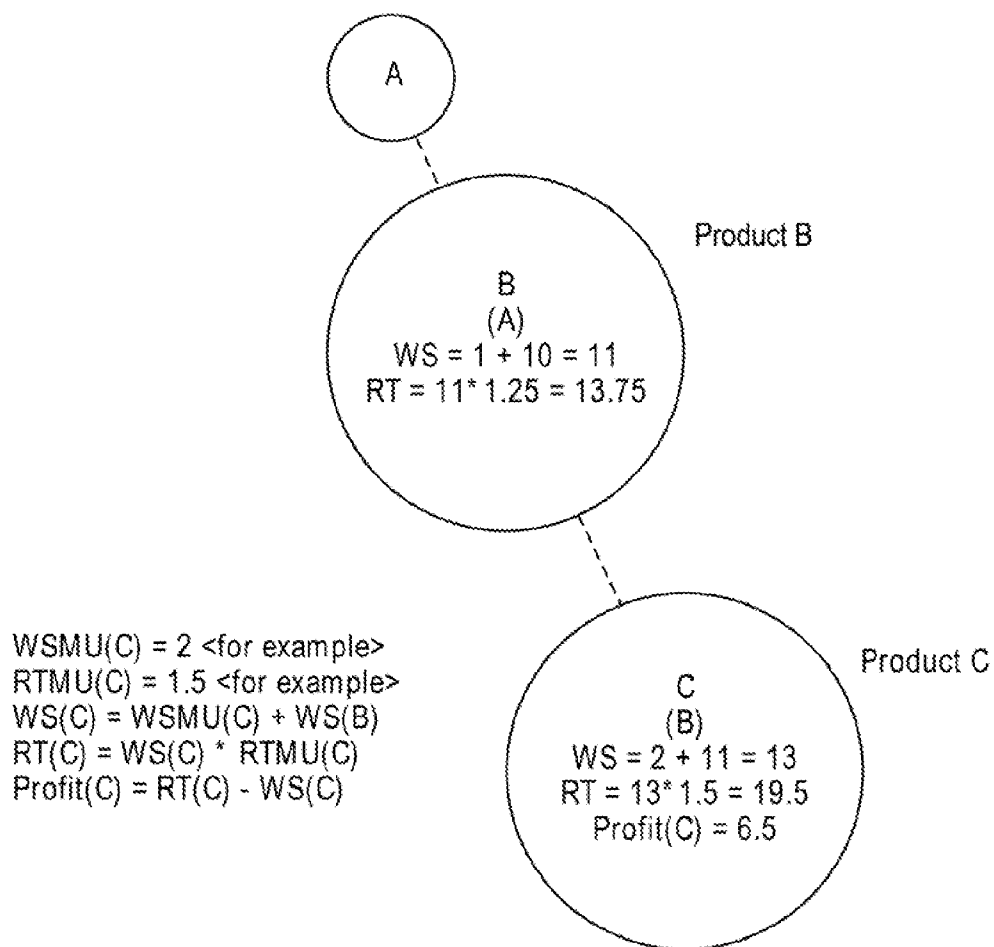 A
Product B
B
(A)
WS = 1 + 10 = 11
RT = 11* 1.25 = 13.75
WSMU(C) = 2 <for example>
RTMU(C) = 1.5 <for example>
WS(C) = WSMU(C) + WS(B)
RT(C) = WS(C) * RTMU(C)
Profit(C) = RT(C) - WS(C)
Product C
C
(B)
WS = 2 + 11 = 13
RT = 13* 1.5 = 19.5
Profit(C) = 6.5